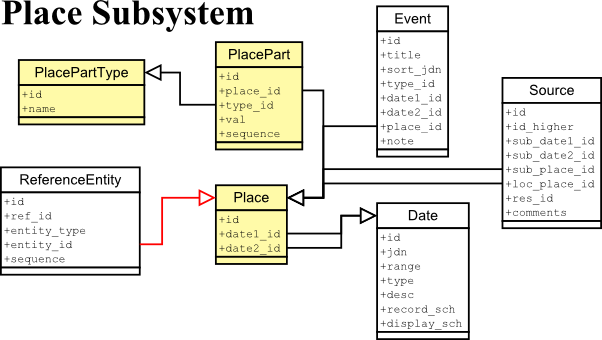 Place Subsystem
PlacePartType
+id
+name
PlacePart
+id
+place_id
+type_id
+val
+sequence
Event
+id
+title
+sort_jdn
+type_id
+date1_id
+date2_id
+place_id
+note
Source
+id
+id_higher
+sub_date1_id
+sub_date2_id
+sub_place_id
+loc_place_id
+res_id
+comments
ReferenceEntity
+id
+ref_id
+entity_type
+entity_id
+sequence
Place
+id
+date1_id
+date2_id
Date
+id
+jdn
+range
+type
+desc
+record_sch
+display_sch